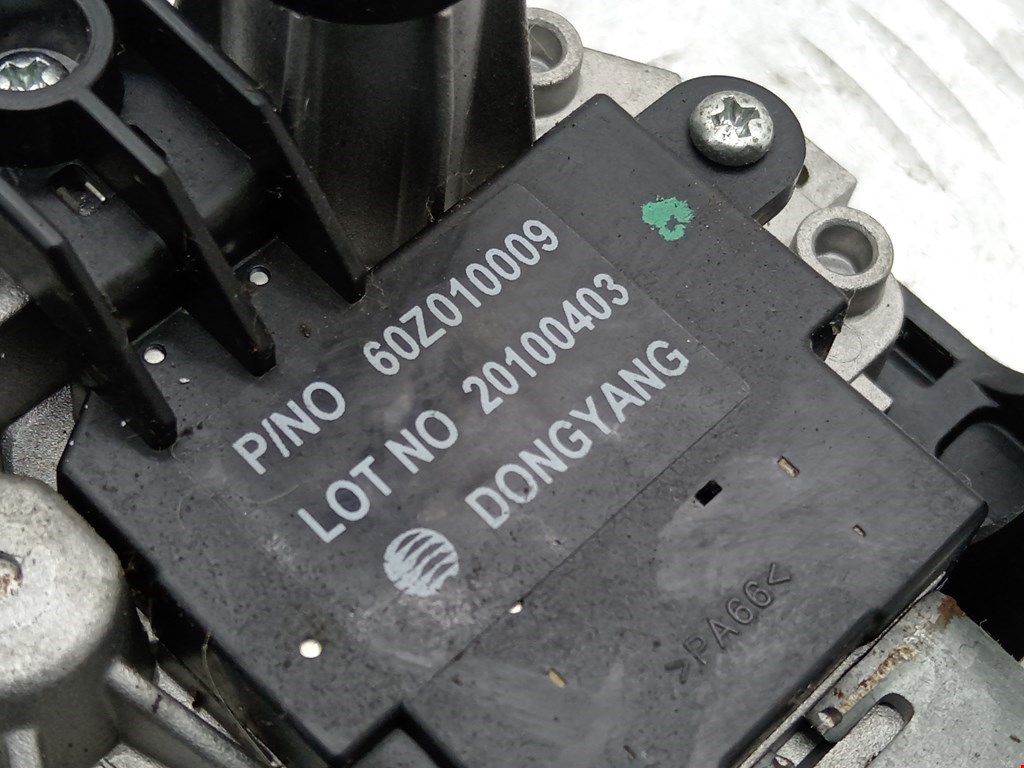 P/NO 60Z010009
LOT NO 20100403
DONGYANG
>PA66<